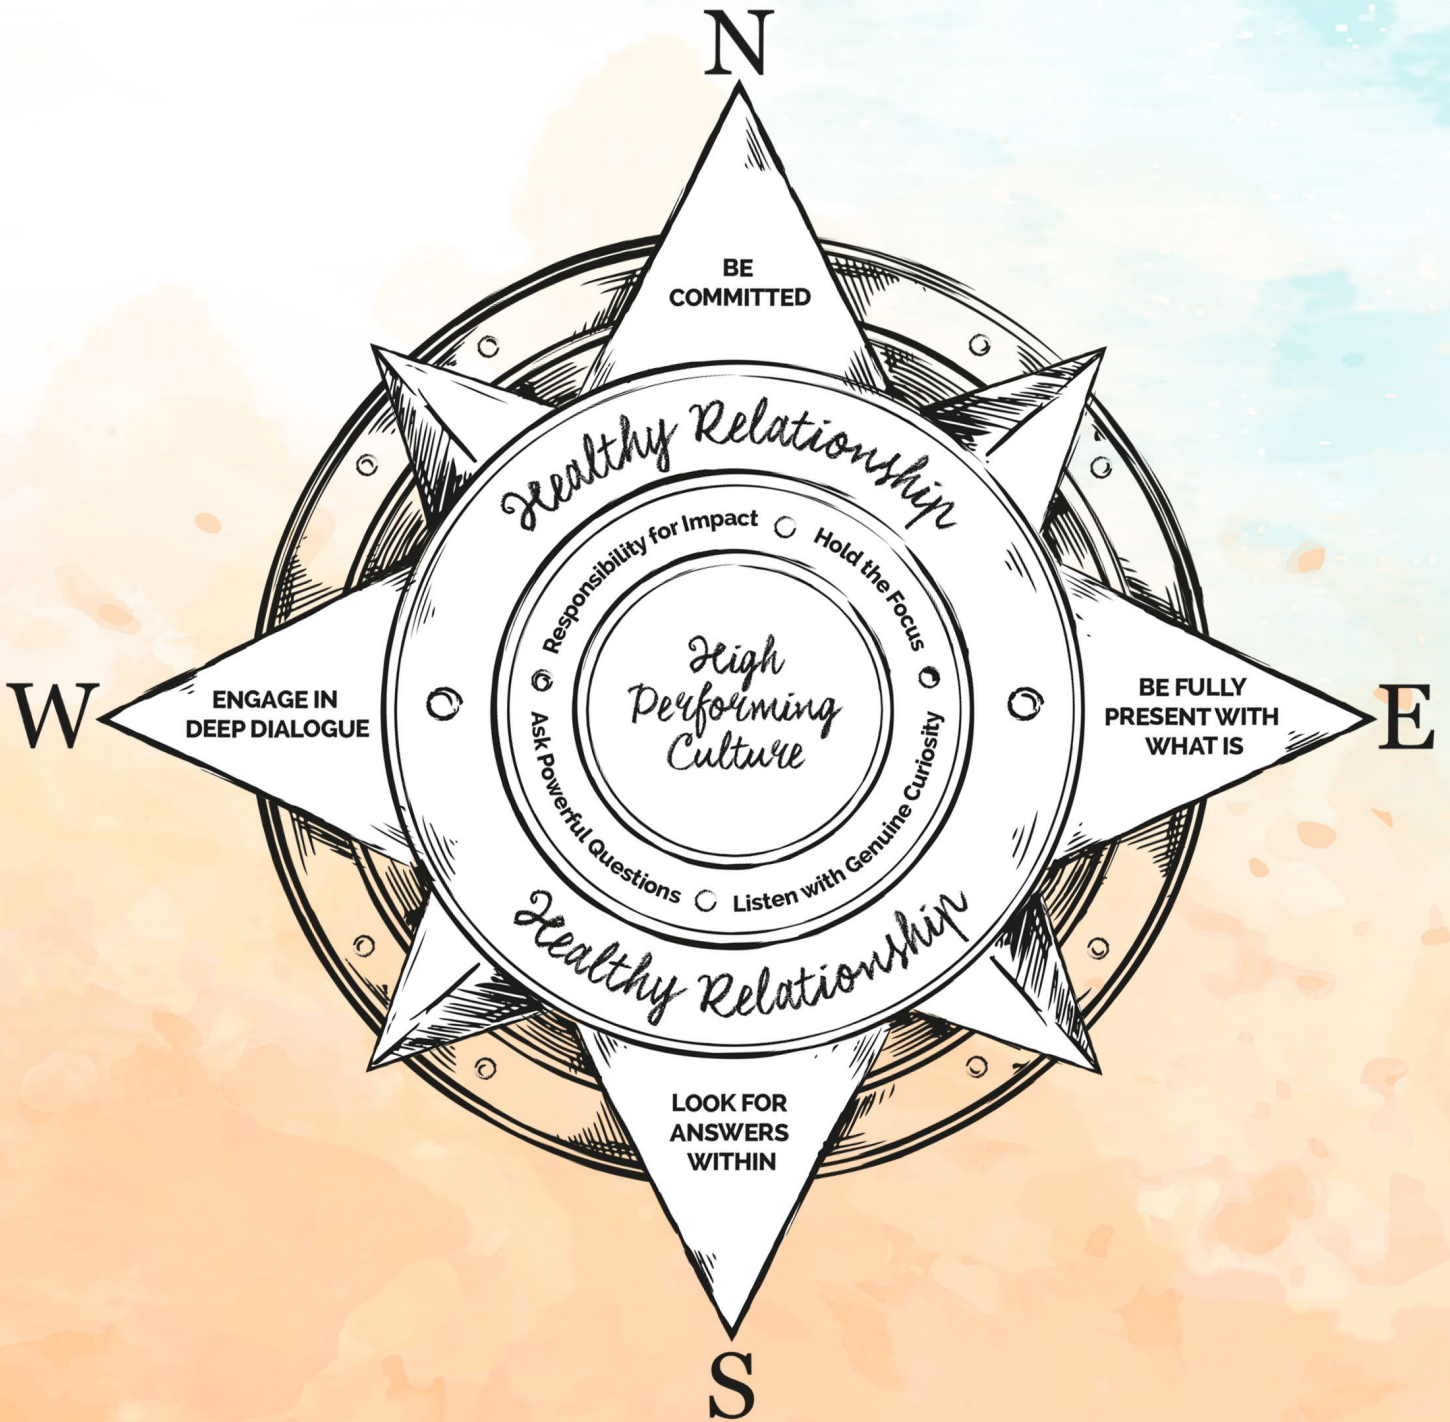 N
BE
COMMITTED
Healthy Relationship
Responsibility for Impact
Hold the Focus
High
Performing
Culture
W
ENGAGE IN
DEEP DIALOGUE
BE FULLY
PRESENT WITH
WHAT IS
E
Ask Powerful Questions
Listen with Genuine Curiosity
Healthy Relationship
LOOK FOR
ANSWERS
WITHIN
S